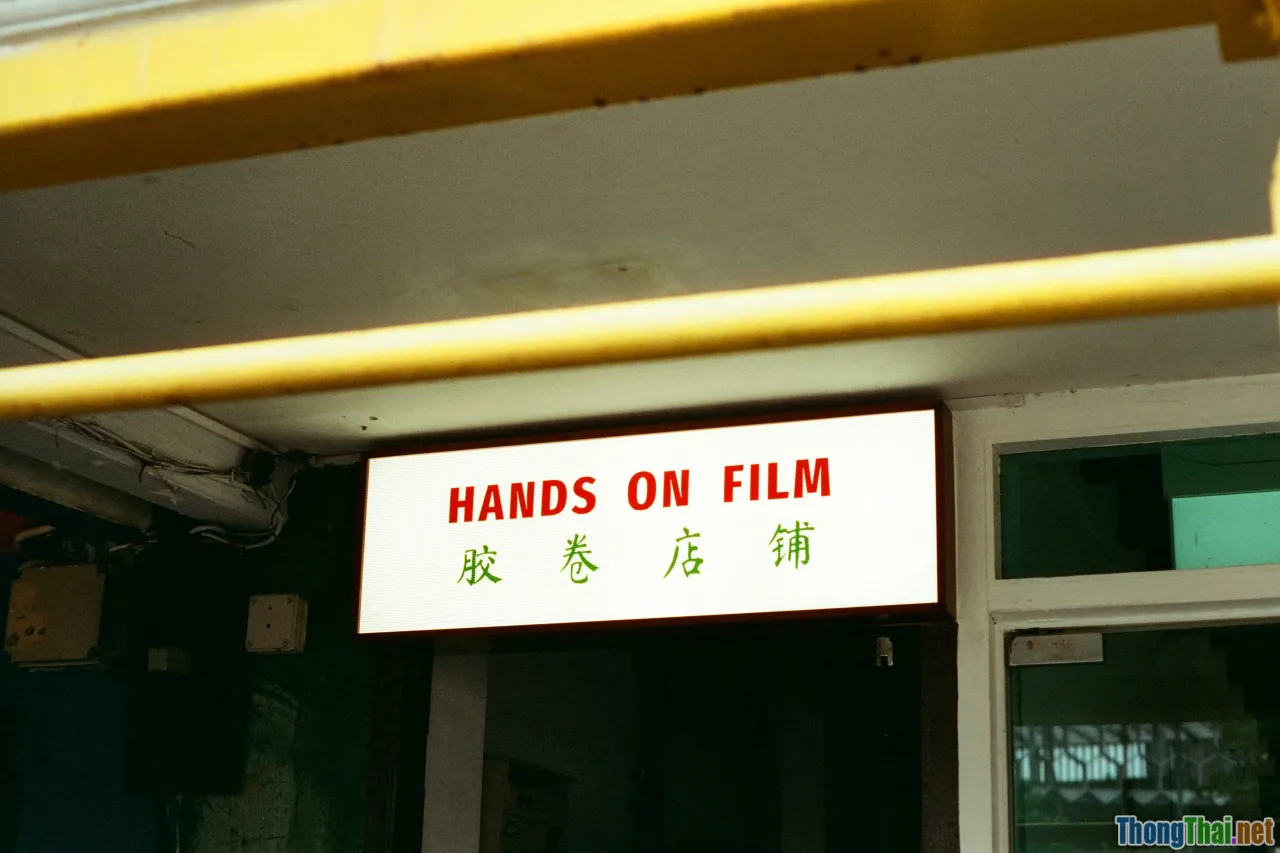 HANDS ON FILM
胶卷店铺
ThongThai.net